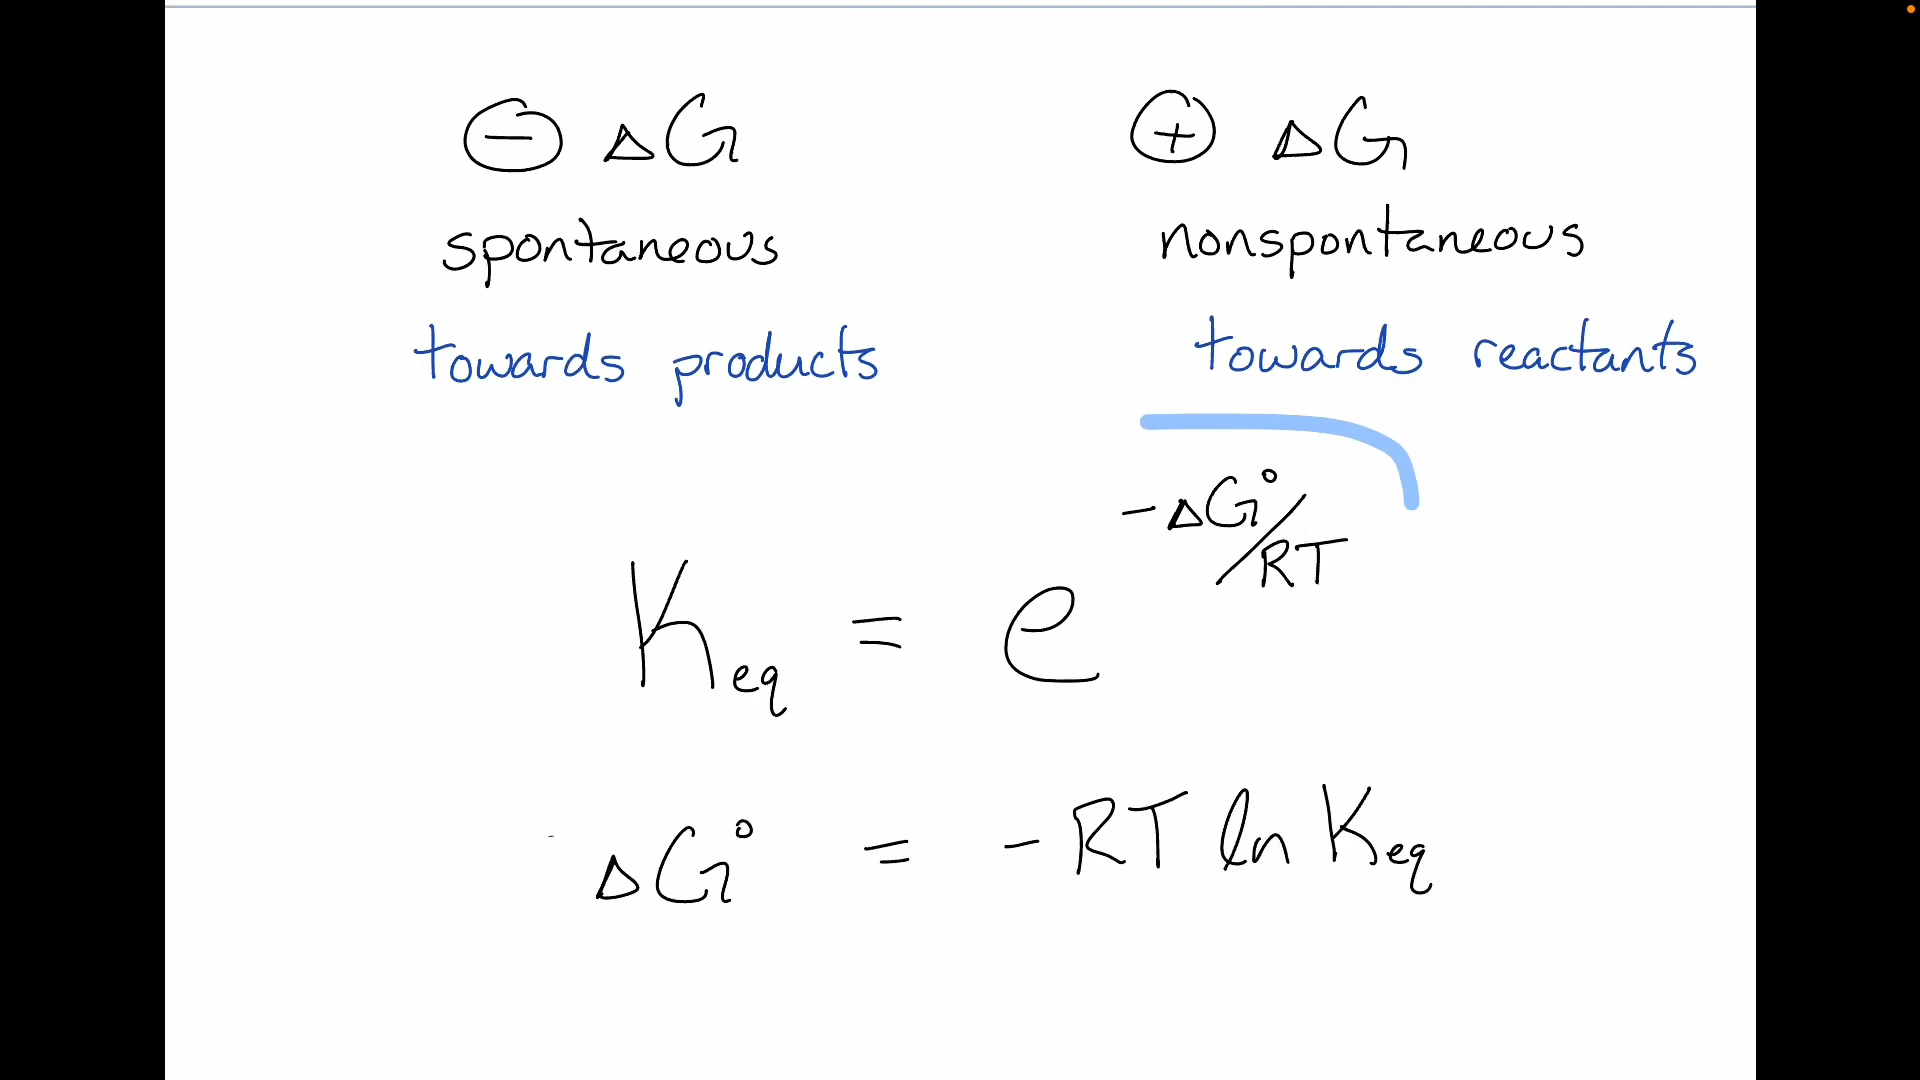 ⊖ ΔG
spontaneous
towards products
⊕ ΔG
nonspontaneous
towards reactants
Keq = e^-ΔG°/RT
ΔG° = -RT ln Keq